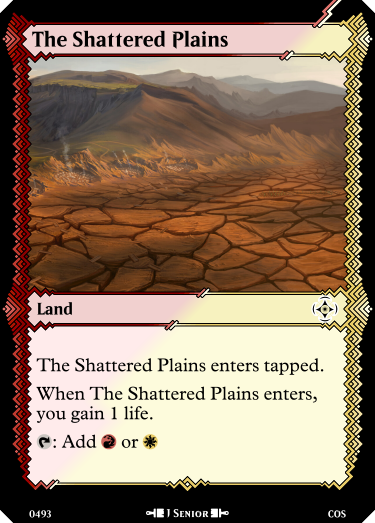 The Shattered Plains
Land
The Shattered Plains enters tapped.
When The Shattered Plains enters,
you gain 1 life.
: Add or
0493 J Senior COS